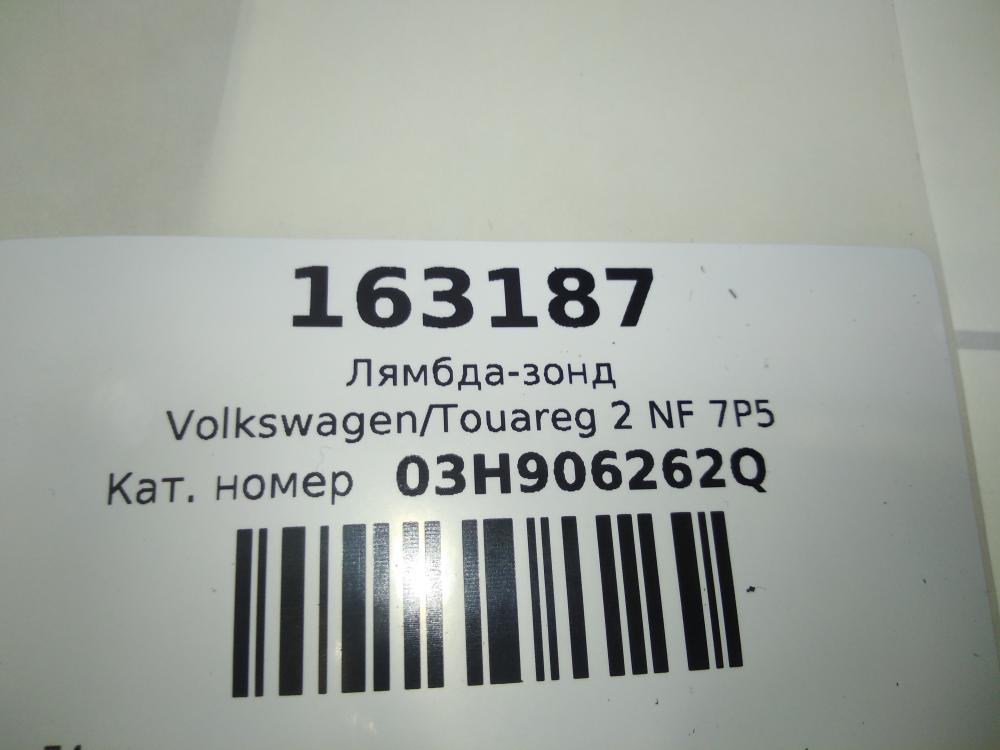 163187
Лямбда-зонд
Volkswagen/Touareg 2 NF 7P5
Кат. номер 03H906262Q